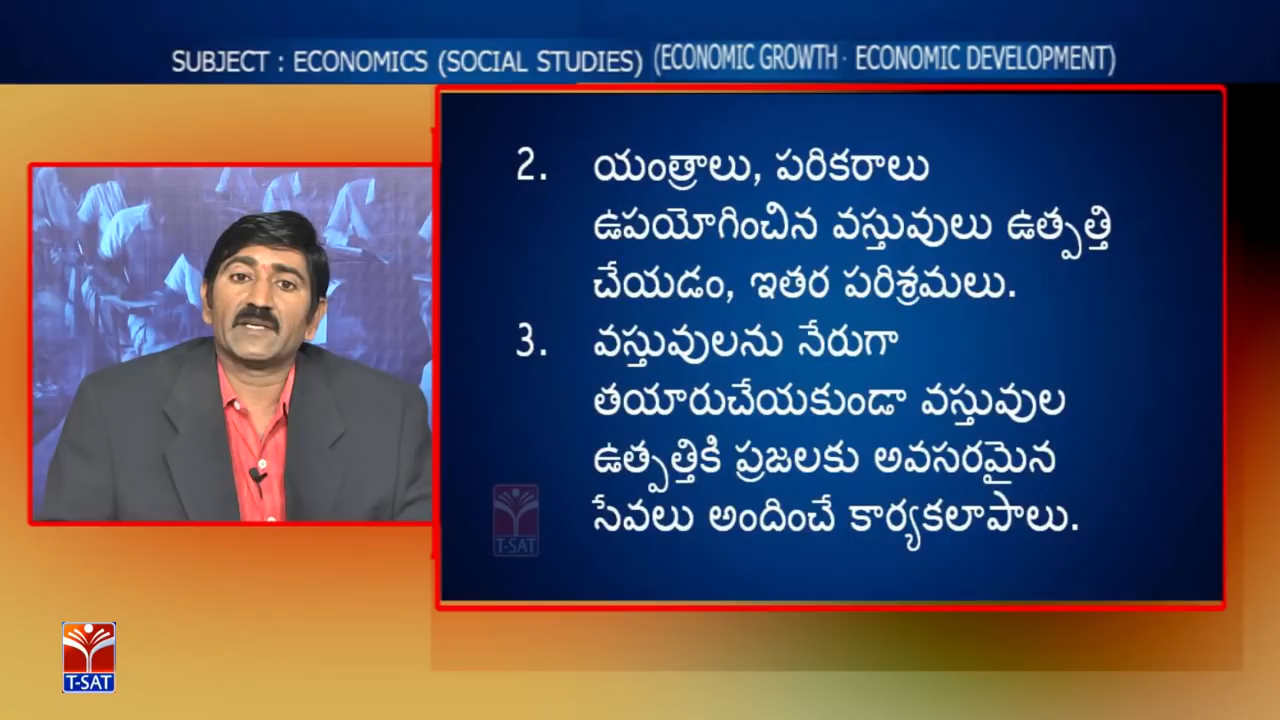 SUBJECT : ECONOMICS (SOCIAL STUDIES) (ECONOMIC GROWTH - ECONOMIC DEVELOPMENT)
2. యంత్రాలు, పరికరాలు
ఉపయోగించిన వస్తువులు ఉత్పత్తి
చేయడం, ఇతర పరిశ్రమలు.
3. వస్తువులను నేరుగా
తయారుచేయకుండా వస్తువుల
ఉత్పత్తికి ప్రజలకు అవసరమైన
సేవలు అందించే కార్యకలాపాలు.
T-SAT
T-SAT